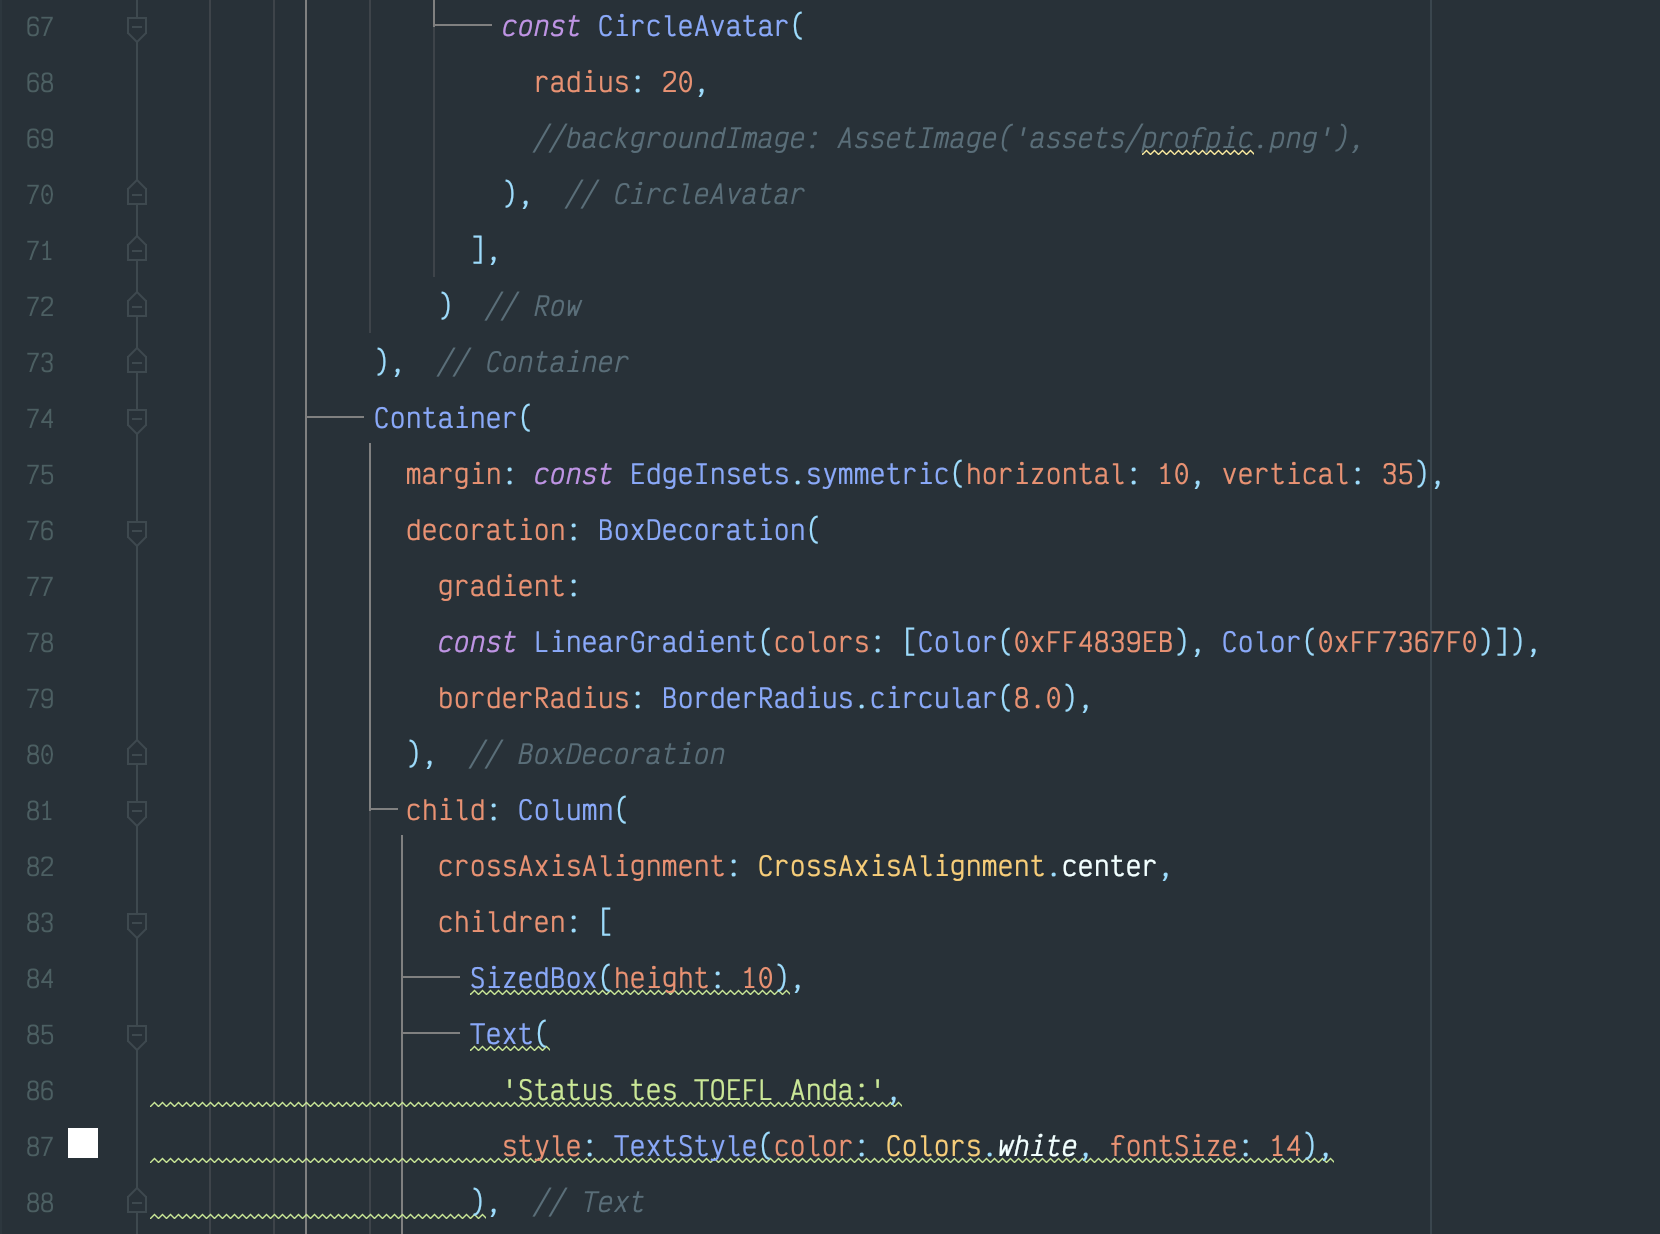 67 const CircleAvatar(
68 radius: 20,
69 //backgroundImage: AssetImage('assets/profpic.png'),
70 ), // CircleAvatar
71 ],
72 ) // Row
73 ), // Container
74 Container(
75 margin: const EdgeInsets.symmetric(horizontal: 10, vertical: 35),
76 decoration: BoxDecoration(
77 gradient:
78 const LinearGradient(colors: [Color(0xFF4839EB), Color(0xFF7367F0)]),
79 borderRadius: BorderRadius.circular(8.0),
80 ), // BoxDecoration
81 child: Column(
82 crossAxisAlignment: CrossAxisAlignment.center,
83 children: [
84 SizedBox(height: 10),
85 Text(
86 'Status tes TOEFL Anda:',
87 style: TextStyle(color: Colors.white, fontSize: 14),
88 ), // Text